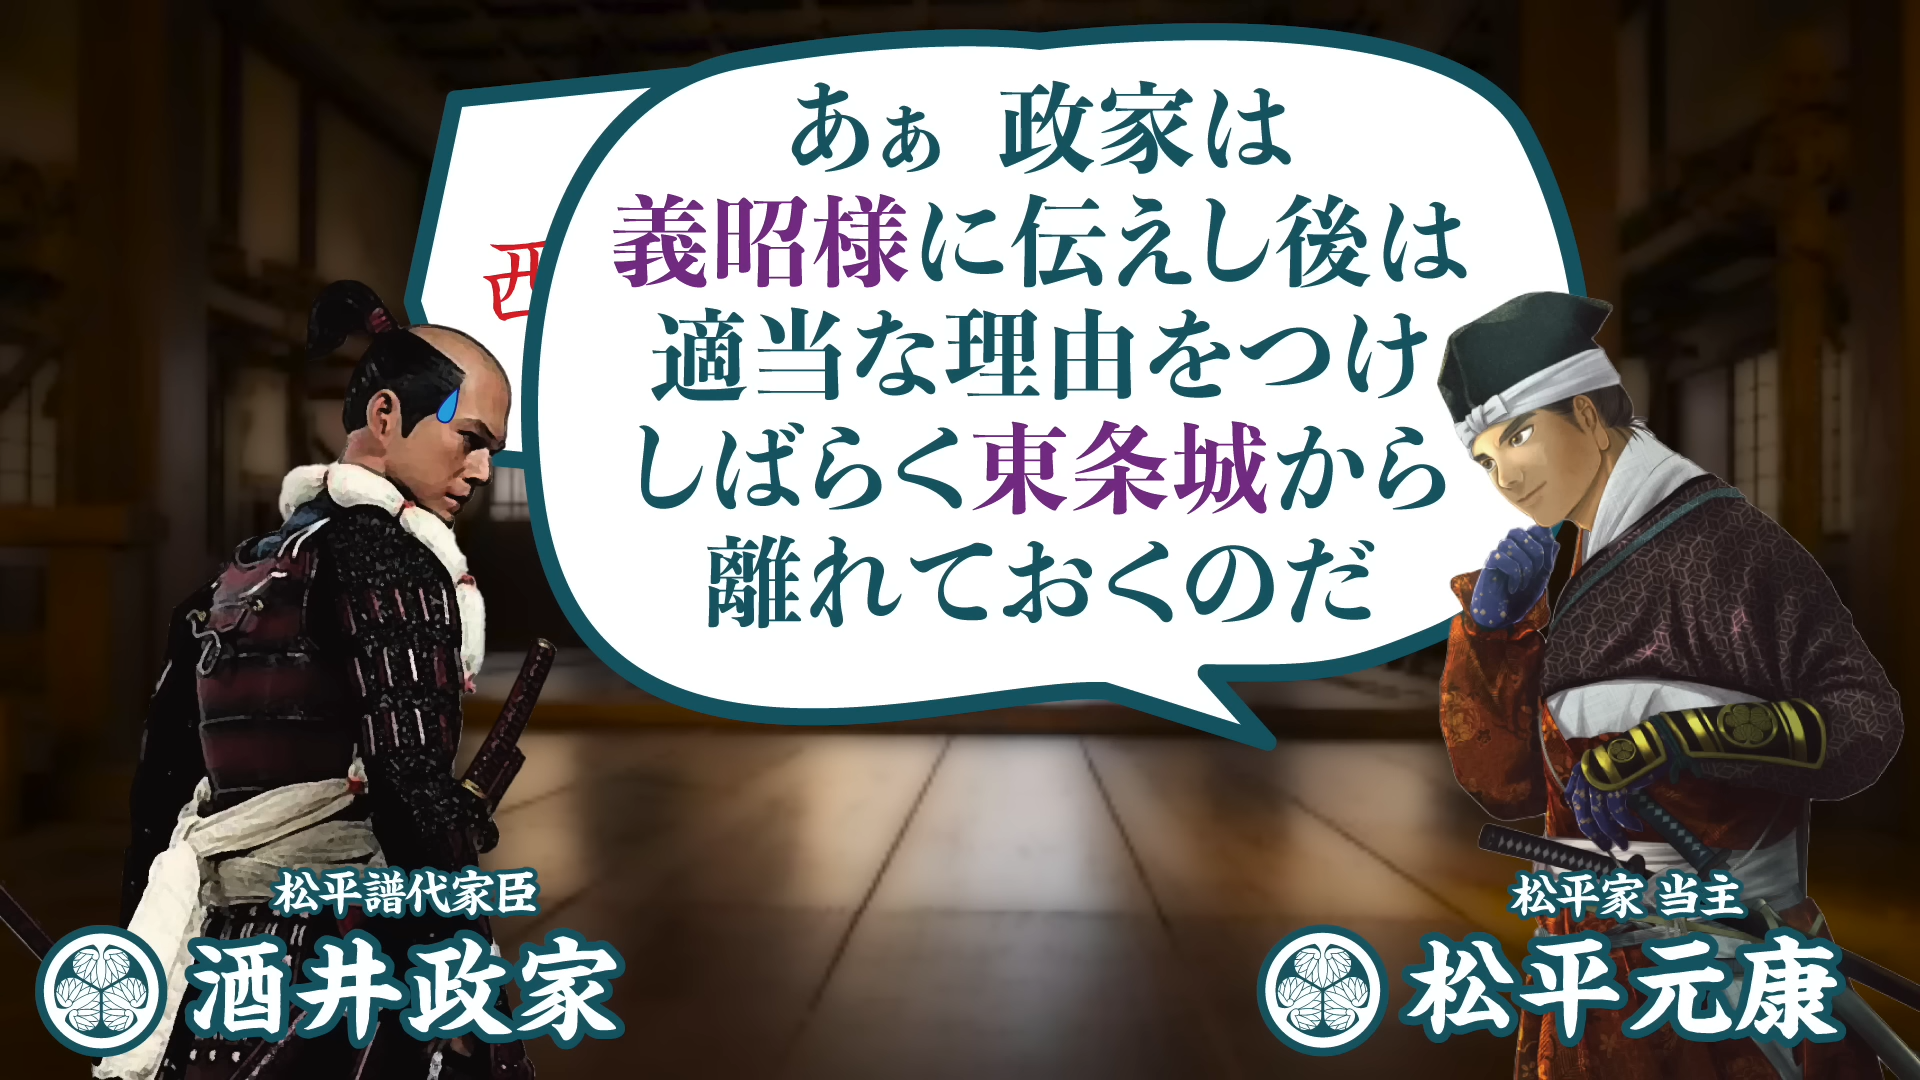 あぁ 政家は
義昭様に伝えし後は
適当な理由をつけ
しばらく東条城から
離れておくのだ
西
松平譜代家臣
酒井政家
松平家 当主
松平元康